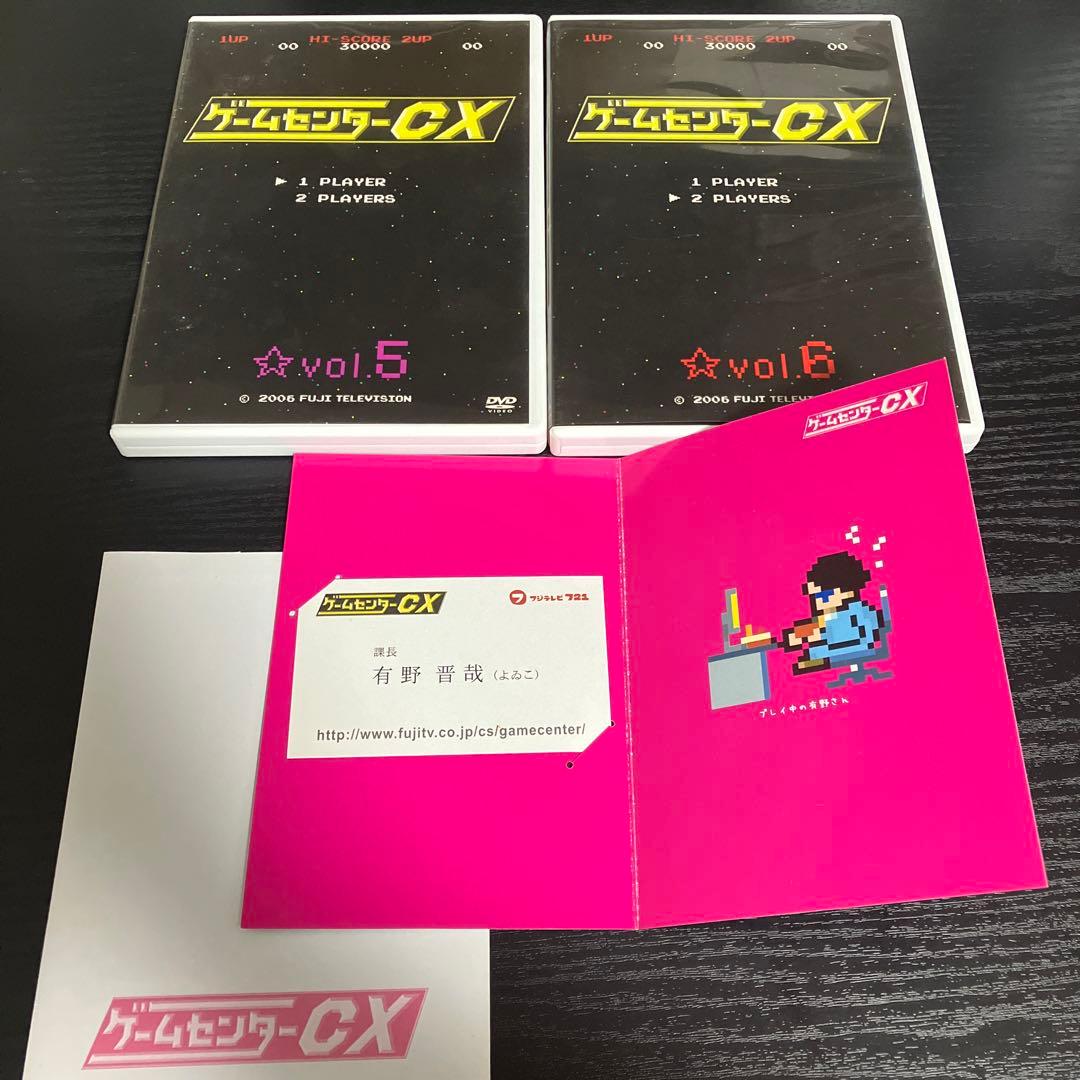 1UP HI-SCORE 2UP
00 30000 00
ゲームセンターCX
▶ 1 PLAYER
2 PLAYERS
☆vol.5
© 2006 FUJI TELEVISION
DVD
VIDEO
1UP HI-SCORE 2UP
00 30000 00
ゲームセンターCX
1 PLAYER
▶ 2 PLAYERS
☆vol.6
© 2006 FUJI TELEVI
ゲームセンターCX
ゲームセンターCX
フジテレビ721
課長
有野 晋哉（よゐこ）
http://www.fujitv.co.jp/cs/gamecenter/
プレイ中の有野さん
ゲームセンターCX